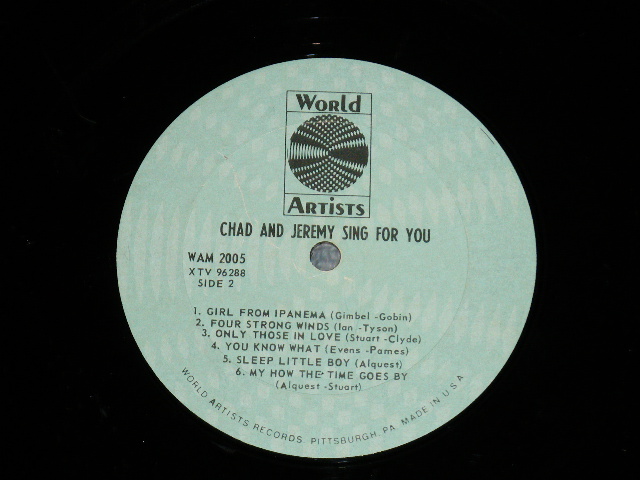 World
Artists
CHAD AND JEREMY SING FOR YOU
WAM 2005
XTV 96288
SIDE 2
1. GIRL FROM IPANEMA (Gimbel -Gobin)
2. FOUR STRONG WINDS (Ian -Tyson)
3. ONLY THOSE IN LOVE (Stuart -Clyde)
4. YOU KNOW WHAT (Evens -Pames)
5. SLEEP LITTLE BOY (Alquest)
6. MY HOW THE TIME GOES BY
(Alquest -Stuart)
WORLD ARTISTS RECORDS, PITTSBURGH, PA. MADE IN U.S.A.